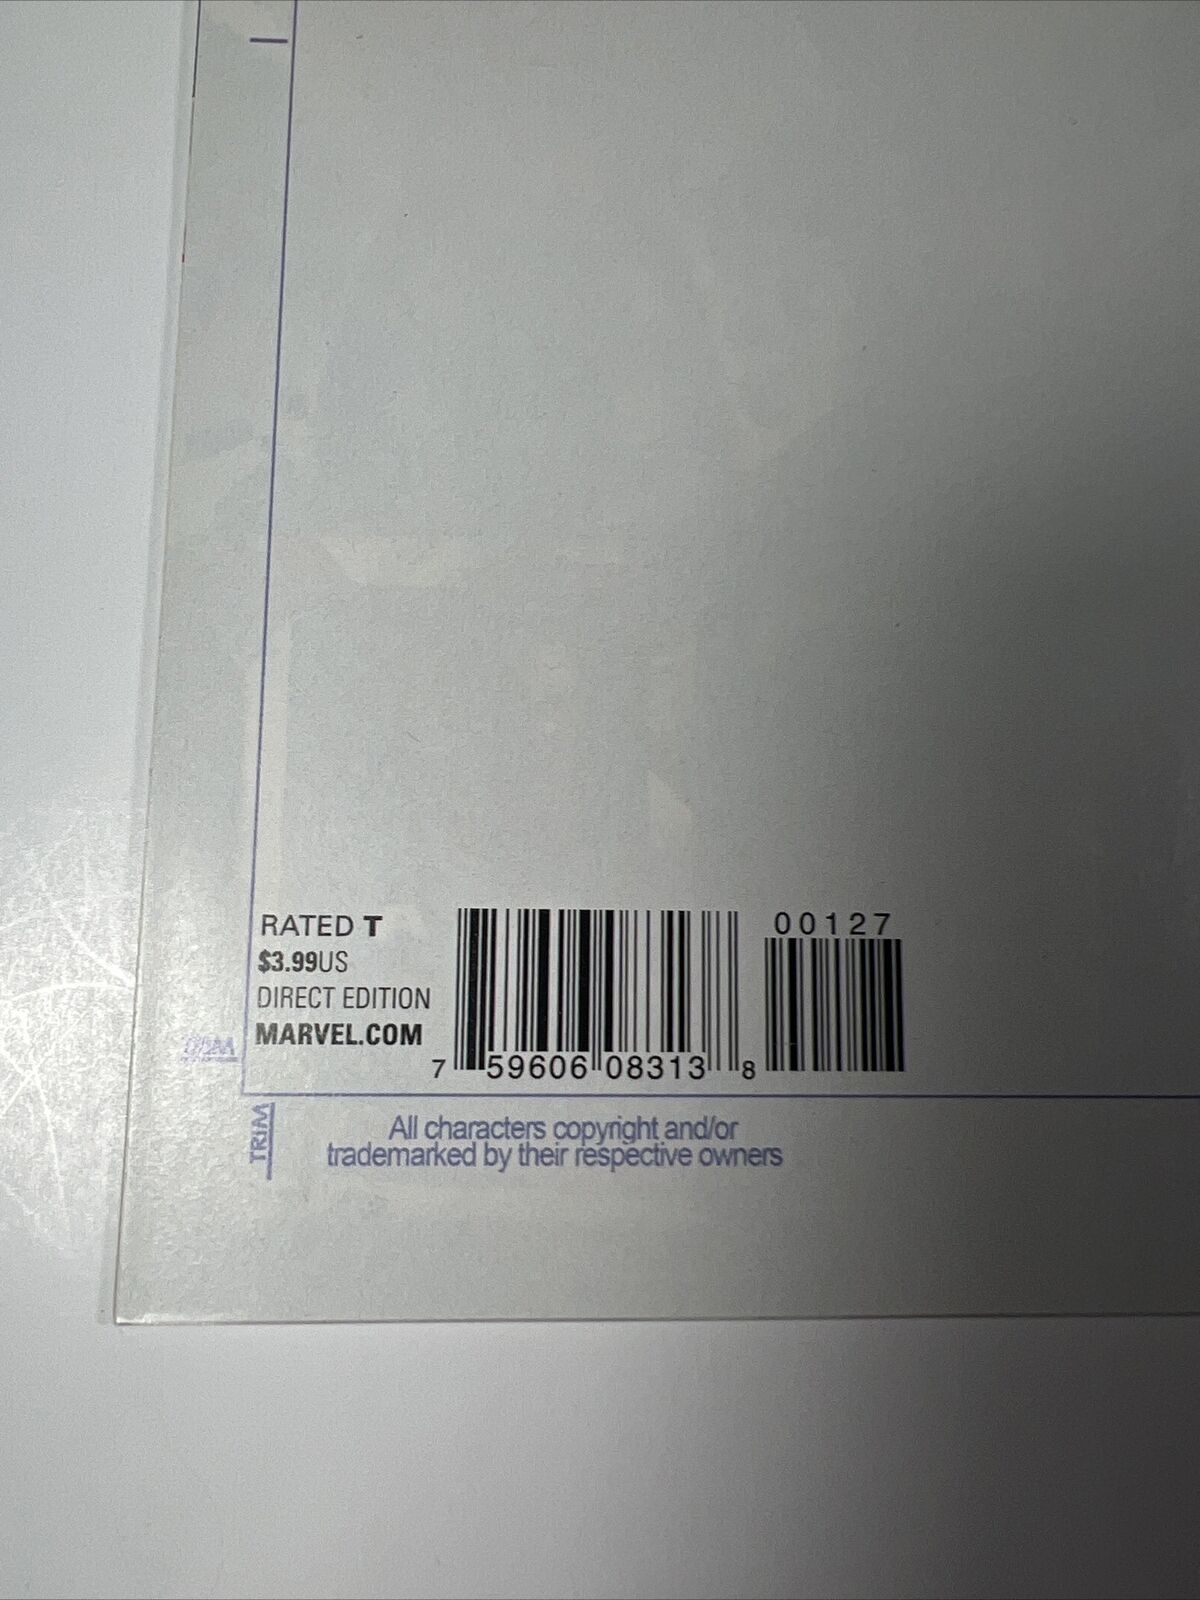 RATED T
$3.99US
DIRECT EDITION
MARVEL.COM
00127
7 59606 08313 8
TRIM
All characters copyright and/or
trademarked by their respective owners